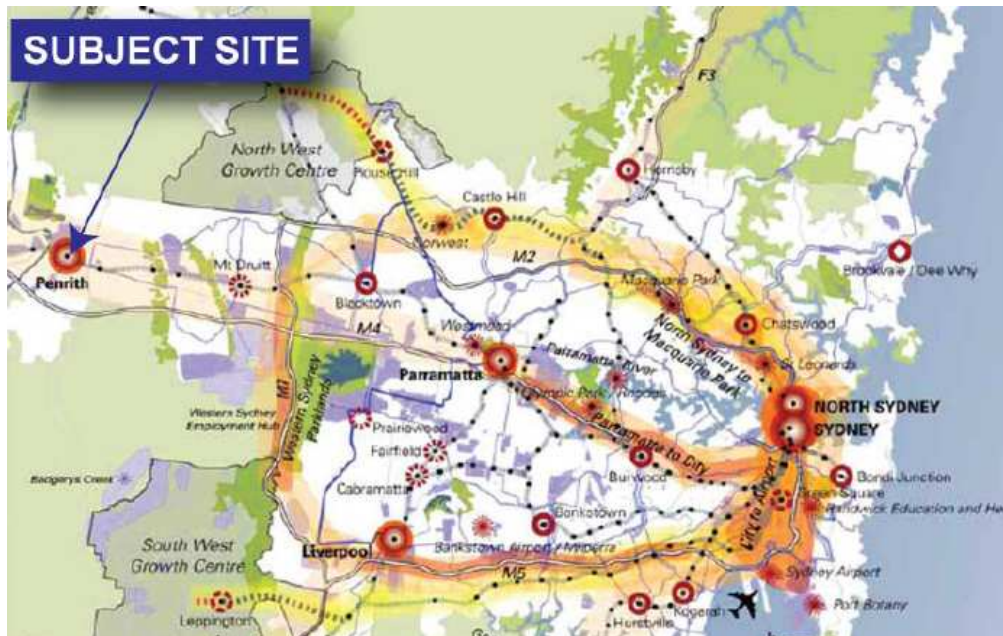 SUBJECT SITE
F3
North West
Growth Centre
Rouse Hill
Hornsby
Castle Hill
Norwest
M2
Brookvale / Dee Why
Penrith
Mt Druitt
Blacktown
Macquarie Park
Chatswood
M4
Westmead
North Sydney to
Macquarie Park
St Leonards
Parramatta
Parramatta
River
Olympic Park / Rhodes
M7
Western Sydney
Parklands
NORTH SYDNEY
SYDNEY
Western Sydney
Employment Hub
Prairiewood
Parramatta to City
Fairfield
Burwood
Bondi Junction
Badgerys Creek
Cabramatta
City to Airport
Green Square
Randwick Education and He
Bankstown
Liverpool
Bankstown Airport / Milperra
South West
Growth Centre
M5
Sydney Airport
Leppington
Hurstville
Kogarah
Port Botany